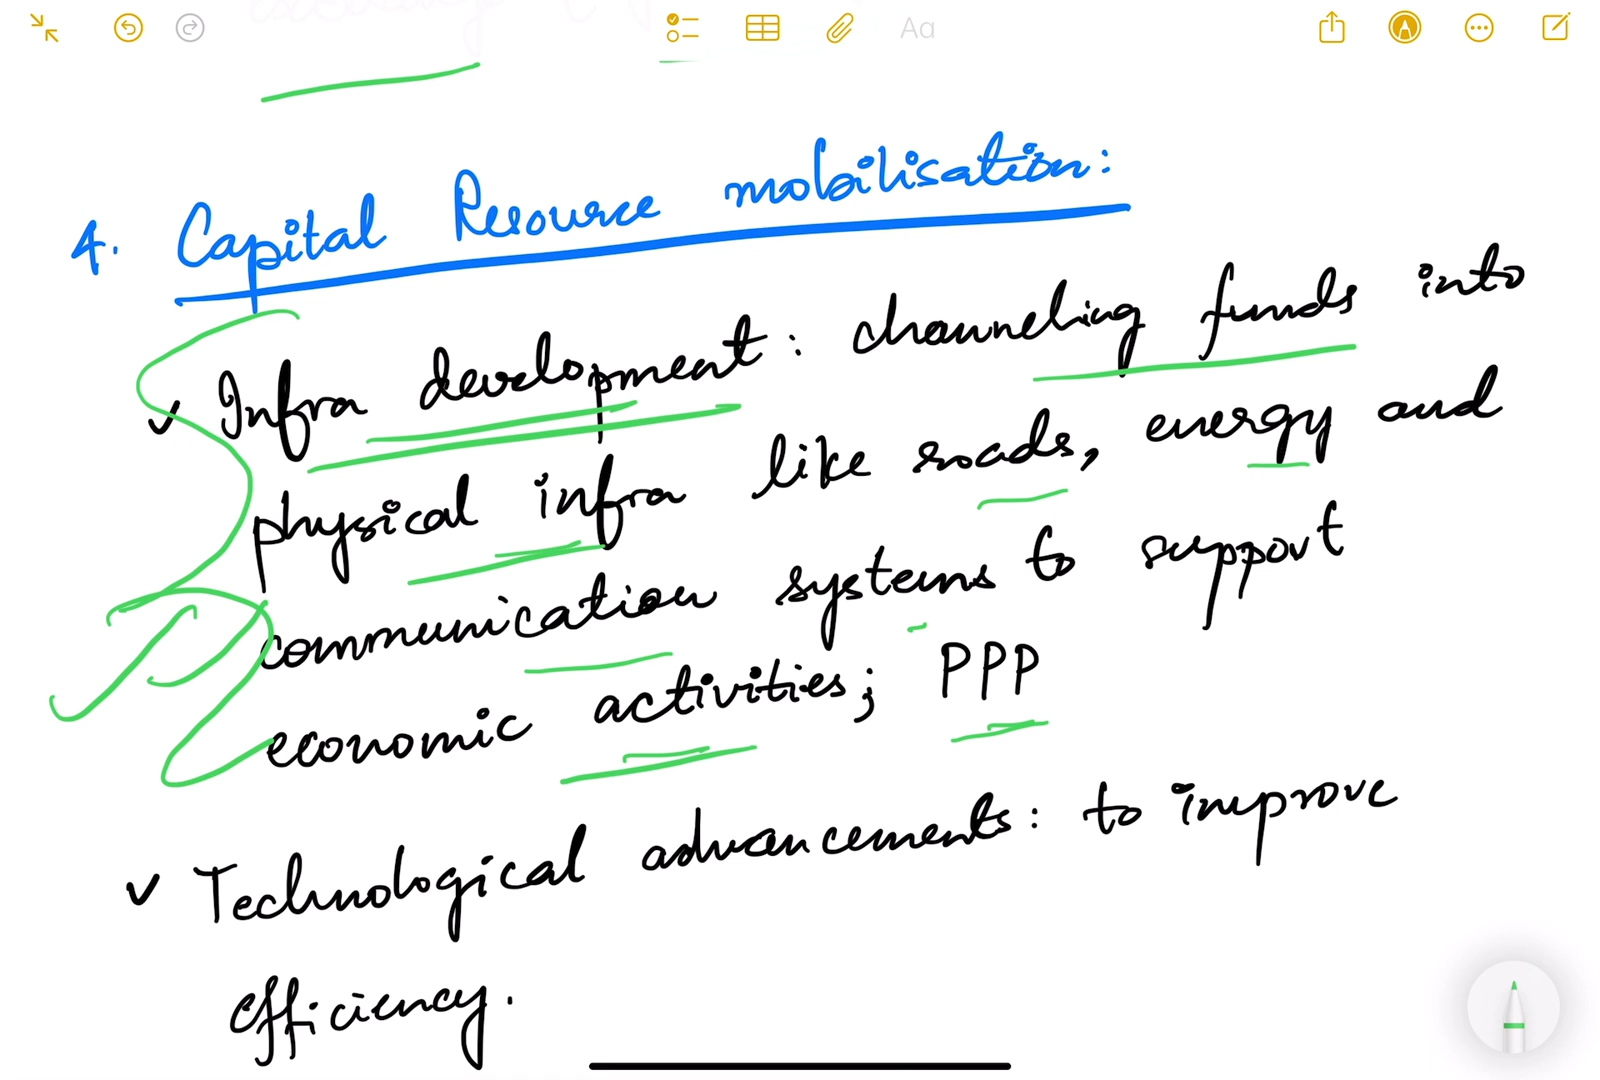 Aa
4. Capital Resource mobilisation:
✓ Infra development: channeling funds into
physical infra like roads, energy and
communication systems to support
economic activities; PPP
✓ Technological advancements: to improve
efficiency.